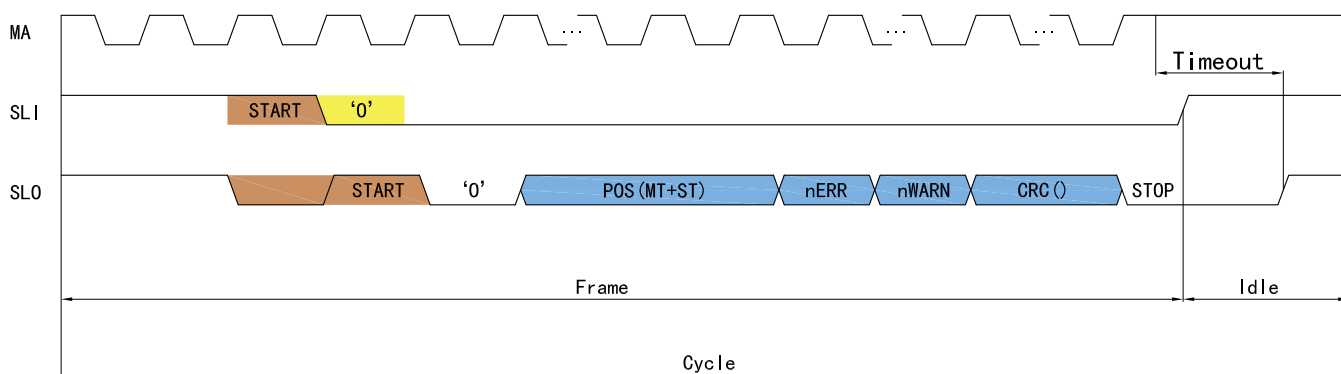 MA
... ... ...
Timeout
SLI START ‘0’
SLO START ‘0’ POS(MT+ST) nERR nWARN CRC() STOP
Frame Idle
Cycle